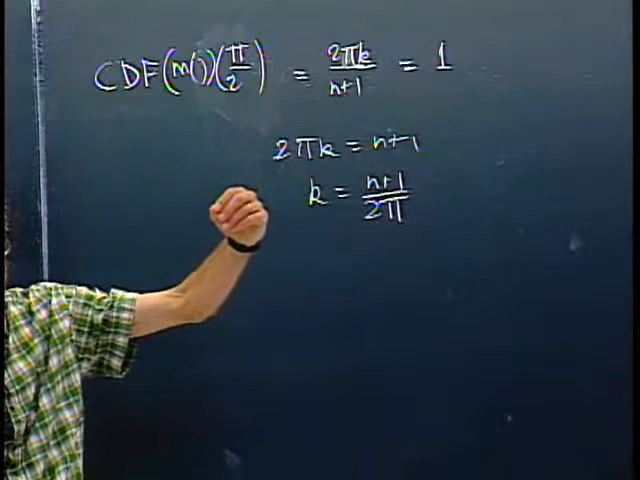 CDF(m())(π/2) = 2πk/n+1 = 1
2πk = n+1
k = n+1/2π